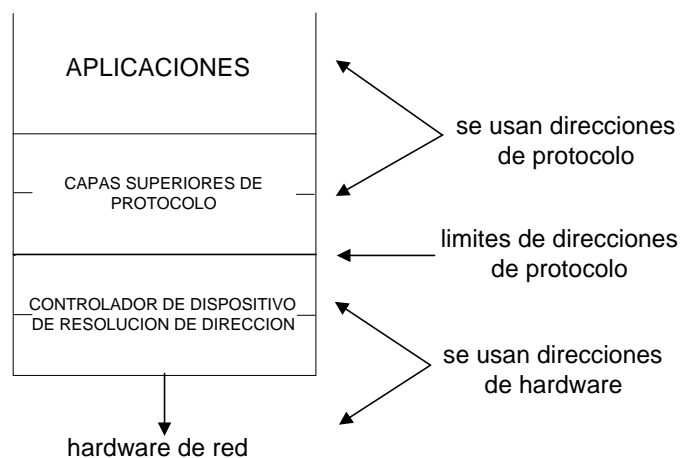 APLICACIONES
se usan direcciones
de protocolo
CAPAS SUPERIORES DE
PROTOCOLO
limites de direcciones
de protocolo
CONTROLADOR DE DISPOSITIVO
DE RESOLUCION DE DIRECCION
se usan direcciones
de hardware
hardware de red